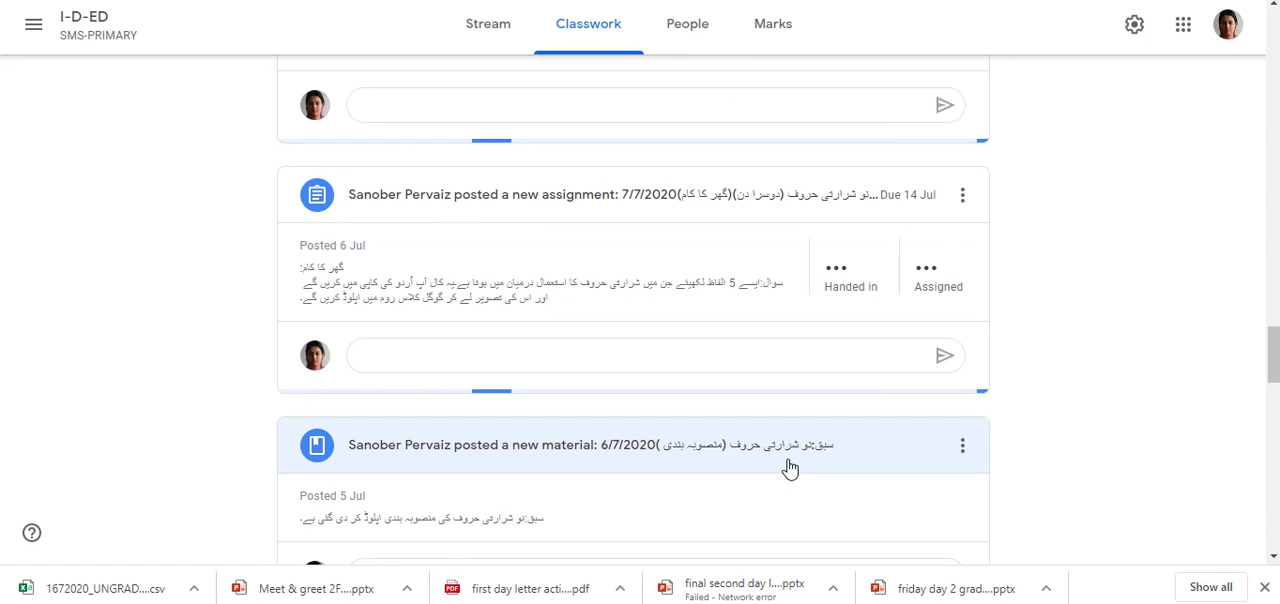 I-D-ED
SMS-PRIMARY
Stream
Classwork
People
Marks
Sanober Pervaiz posted a new assignment: 7/7/2020(گھر کا کام)(دوسرا دن) نو شرارتی حروف... Due 14 Jul
Posted 6 Jul
گھر کا کام:
سوال:ایسے 5 الفاظ لکھیئے جن میں شرارتی حروف کا استعمال درمیان میں ہوتا ہے۔یہ کال آپ اُردو کی کاپی میں کریں گے
اور اس کی تصویر لے کر گوگل کلاس روم میں اپلوڈ کریں گے۔
Handed in
Assigned
Sanober Pervaiz posted a new material: 6/7/2020( سبق:نو شرارتی حروف (منصوبہ بندی
Posted 5 Jul
سبق:نو شرارتی حروف کی منصوبہ بندی اپلوڈ کر دی گئی ہے۔
1672020_UNGRAD....csv
Meet & greet 2F....pptx
first day letter acti....pdf
final second day l....pptx
Failed - Network error
friday day 2 grad....pptx
Show all